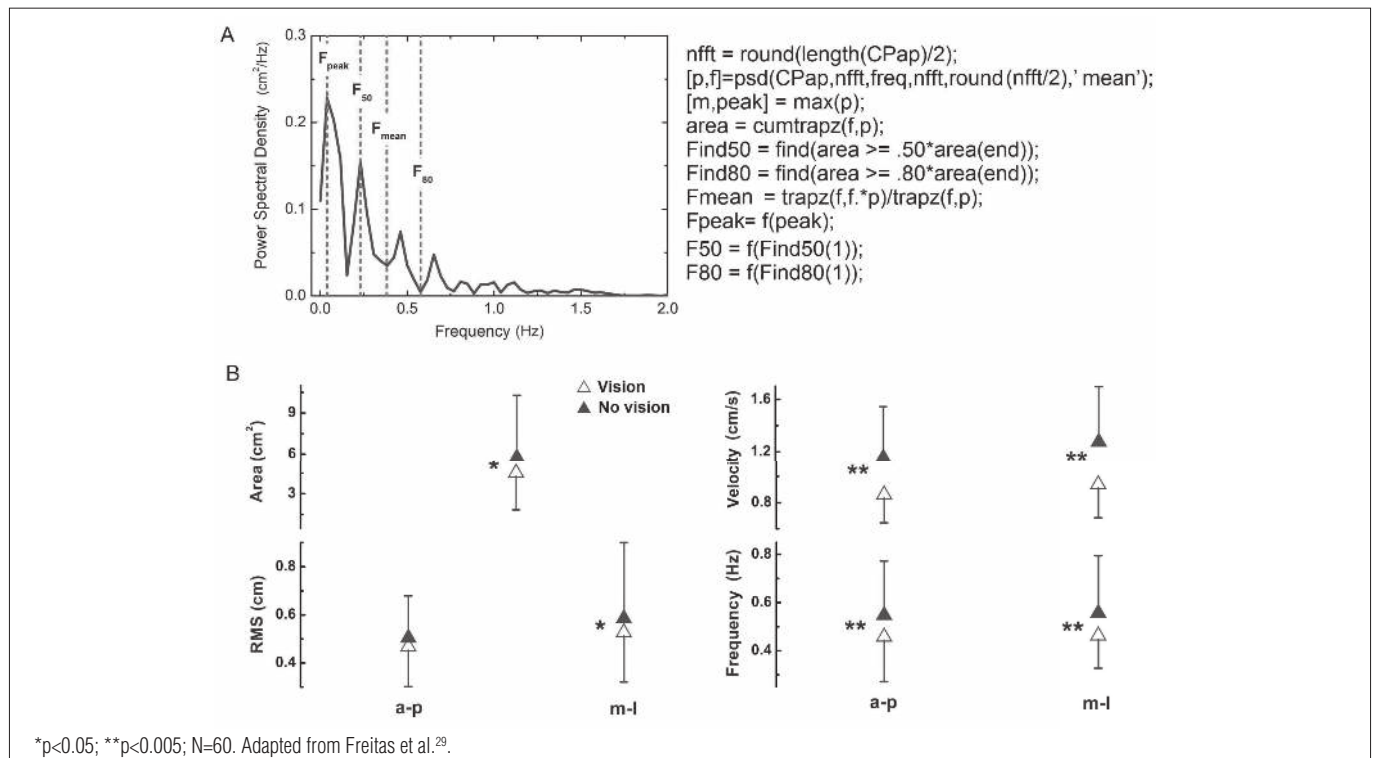 A
0.3
0.2
0.1
0.0
Power Spectral Density (cm²/Hz)
F peak
F 50
F mean
F 80
0.0 0.5 1.0 1.5 2.0
Frequency (Hz)
nfft = round(length(CPap)/2);
[p,f]=psd(CPap,nfft,freq,nfft,round(nfft/2),' mean');
[m,peak] = max(p);
area = cumtrapz(f,p);
Find50 = find(area >= .50*area(end));
Find80 = find(area >= .80*area(end));
Fmean = trapz(f,f.*p)/trapz(f,p);
Fpeak= f(peak);
F50 = f(Find50(1));
F80 = f(Find80(1));
B
△ Vision
▲ No vision
Area (cm²)
9
6
3
*
RMS (cm)
0.8
0.6
0.4
*
a-p m-l
Velocity (cm/s)
1.6
1.2
0.8
** **
Frequency (Hz)
0.8
0.6
0.4
** **
a-p m-l
*p<0.05; **p<0.005; N=60. Adapted from Freitas et al.²⁹.